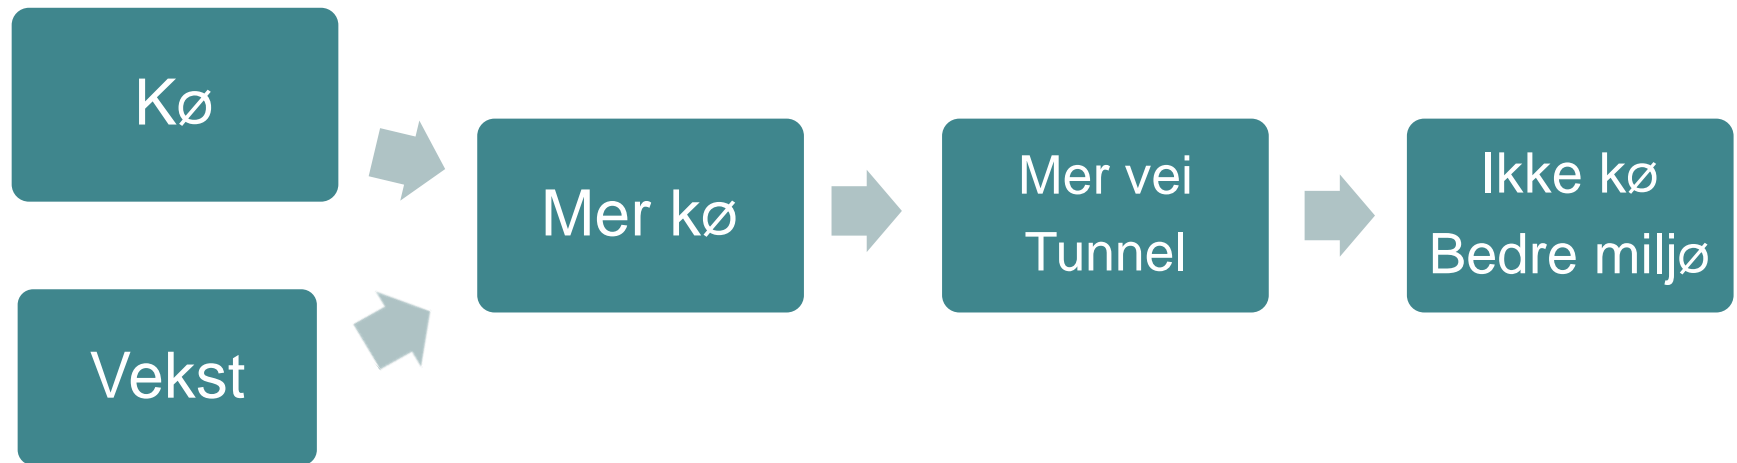 Kø
Vekst
Mer kø
Mer vei
Tunnel
Ikke kø
Bedre miljø